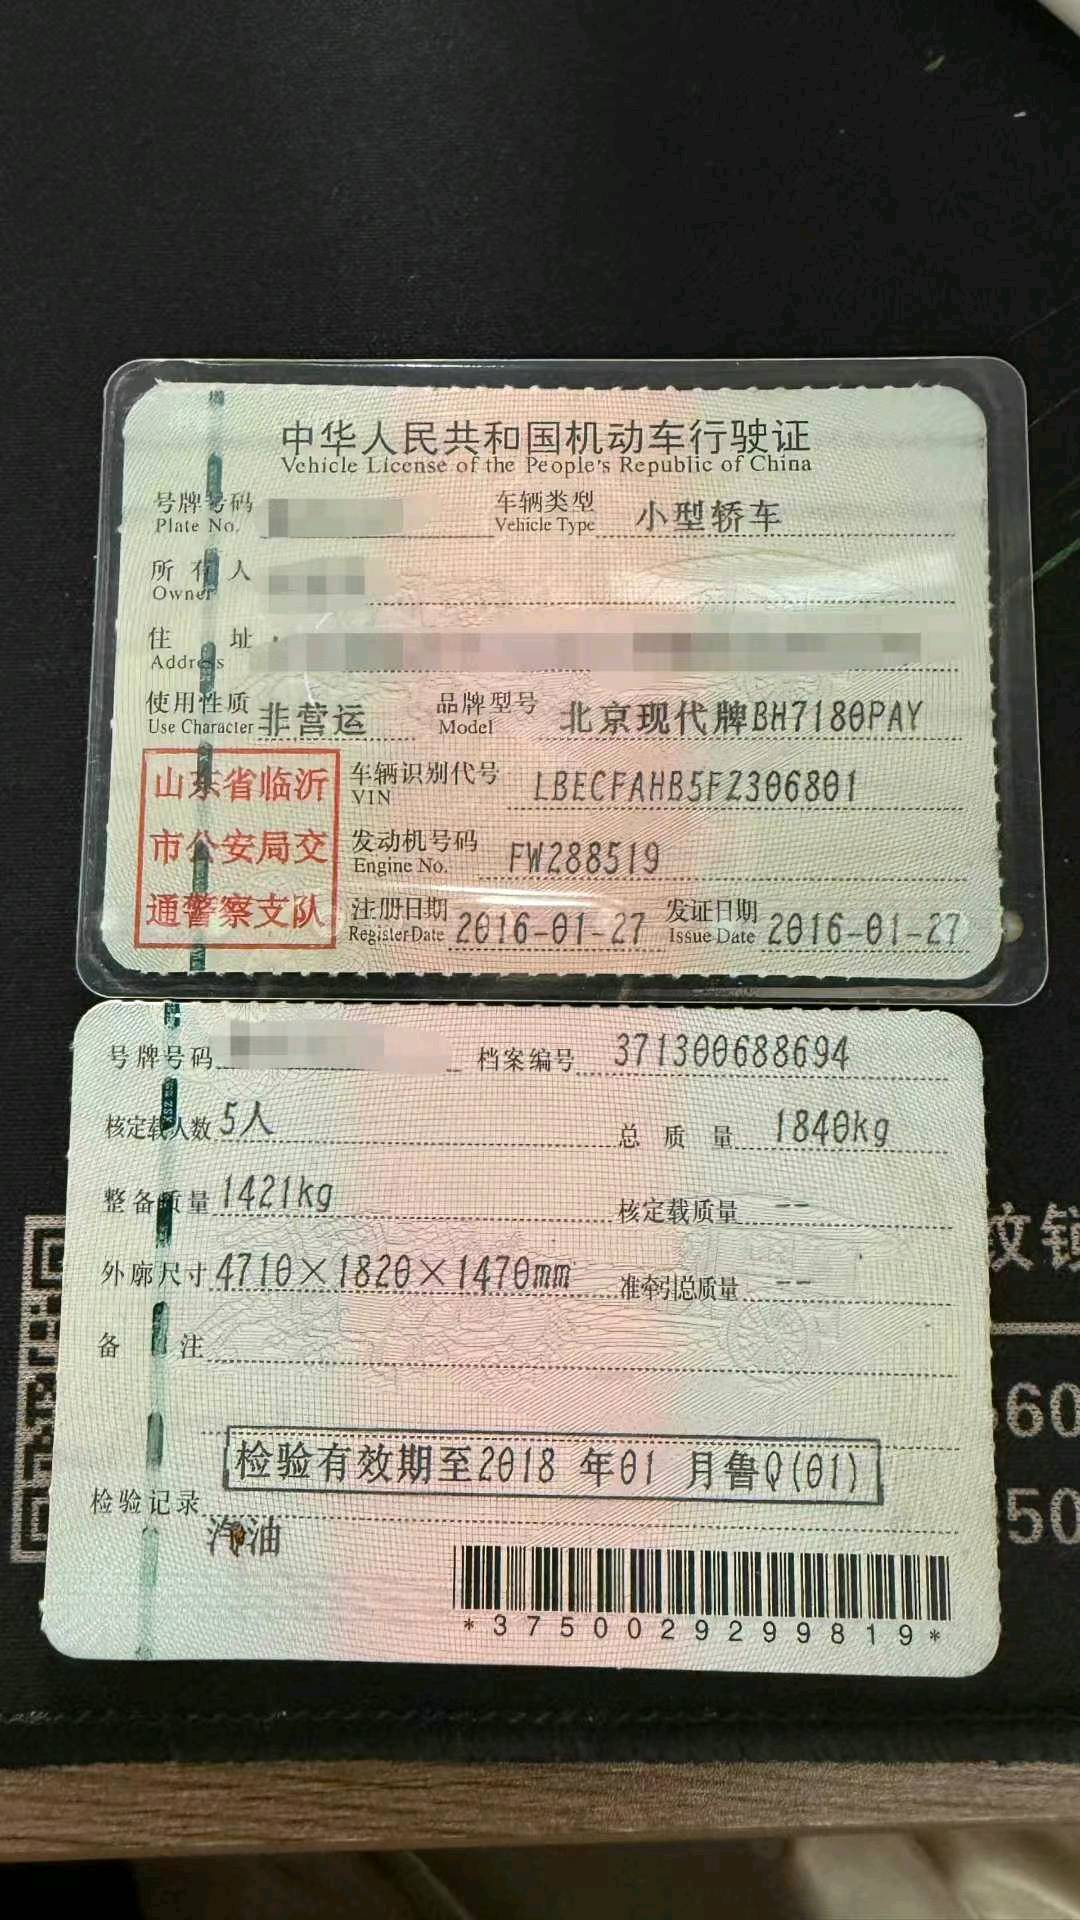 中华人民共和国机动车行驶证
Vehicle License of the People's Republic of China
号牌号码
Plate No.
车辆类型 小型轿车
Vehicle Type
所有人
Owner
住址
Address
使用性质 非营运
Use Character
品牌型号 北京现代牌BH7180PAY
Model
山东省临沂
市公安局交
通警察支队
车辆识别代号 LBECFAHB5FZ306801
VIN
发动机号码 FW288519
Engine No.
注册日期 2016-01-27
Register Date
发证日期 2016-01-27
Issue Date
号牌号码
档案编号 371300688694
核定载人数 5人
总质量 1840kg
整备质量 1421kg
核定载质量 --
外廓尺寸 4710×1820×1470mm
准牵引总质量 --
备注
检验有效期至2018 年01 月鲁Q(01)
检验记录
汽油
*3750029299819*
纹锁
60
50